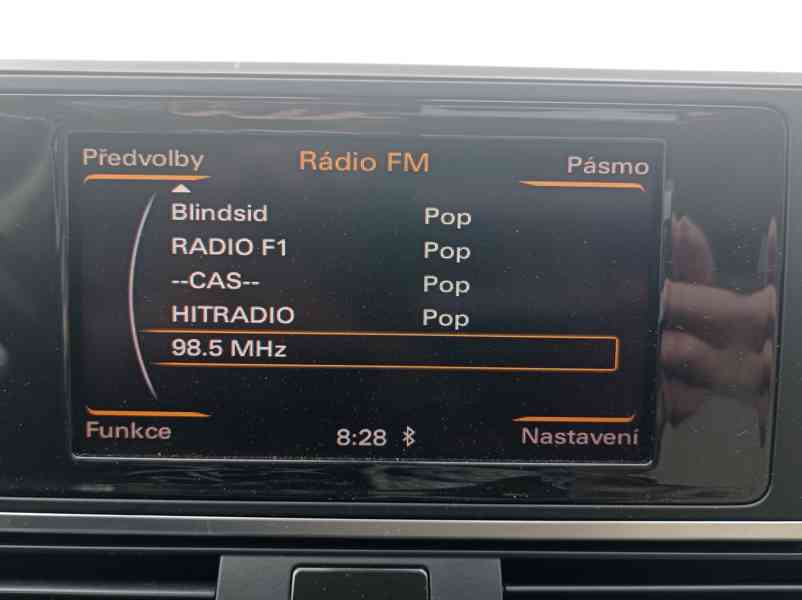 Předvolby Rádio FM Pásmo
Blindsid Pop
RADIO F1 Pop
--CAS-- Pop
HITRADIO Pop
98.5 MHz
Funkce 8:28 Nastavení